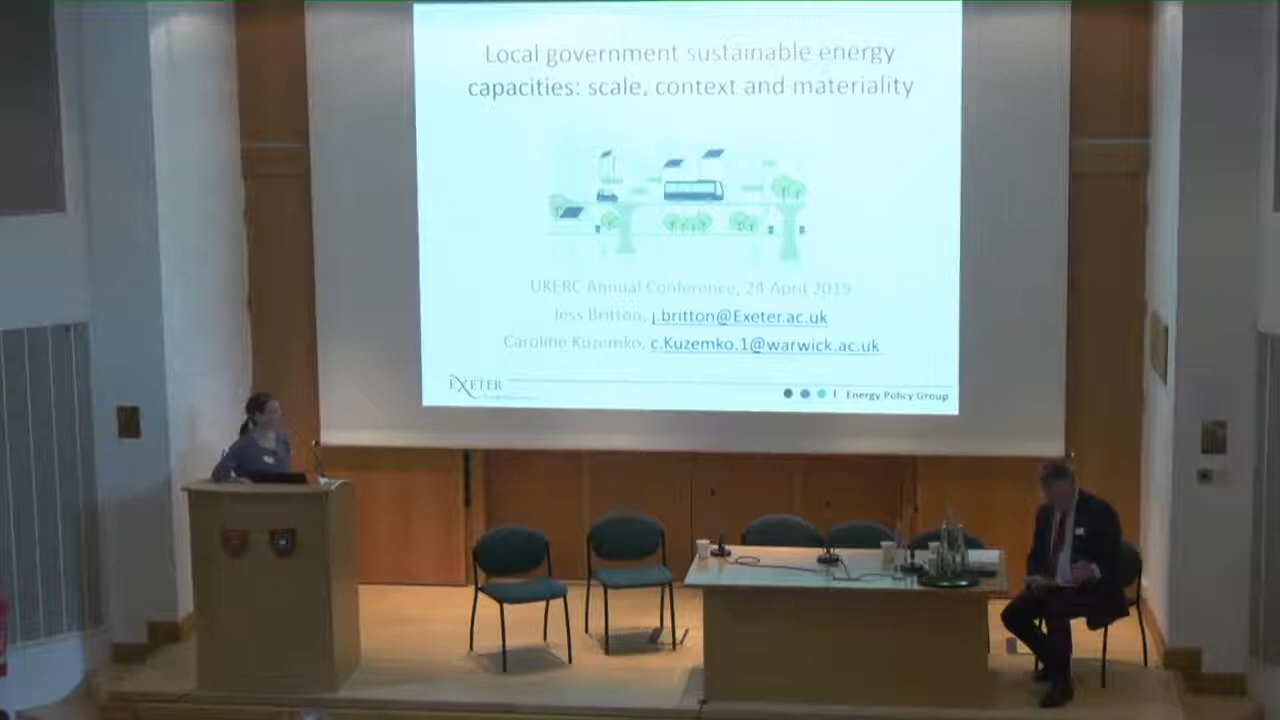 Local government sustainable energy
capacities: scale, context and materiality
UKERC Annual Conference, 24 April 2019
Jess Britton, j.britton@Exeter.ac.uk
Caroline Kuzemko, c.Kuzemko.1@warwick.ac.uk
EXETER
Energy Policy Group